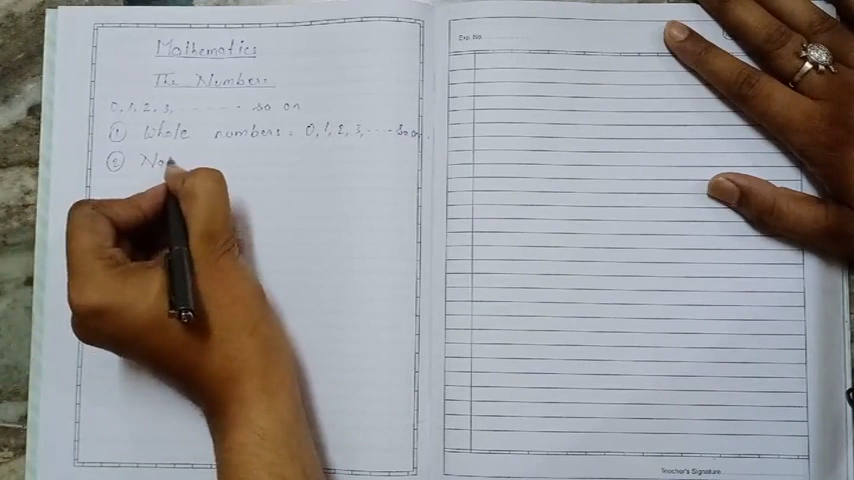 Mathematics
The Numbers
0, 1, 2, 3, ------- so on
① Whole numbers = 0, 1, 2, 3, ---- so on.
② Na
Exp. No.
Teacher's Signature